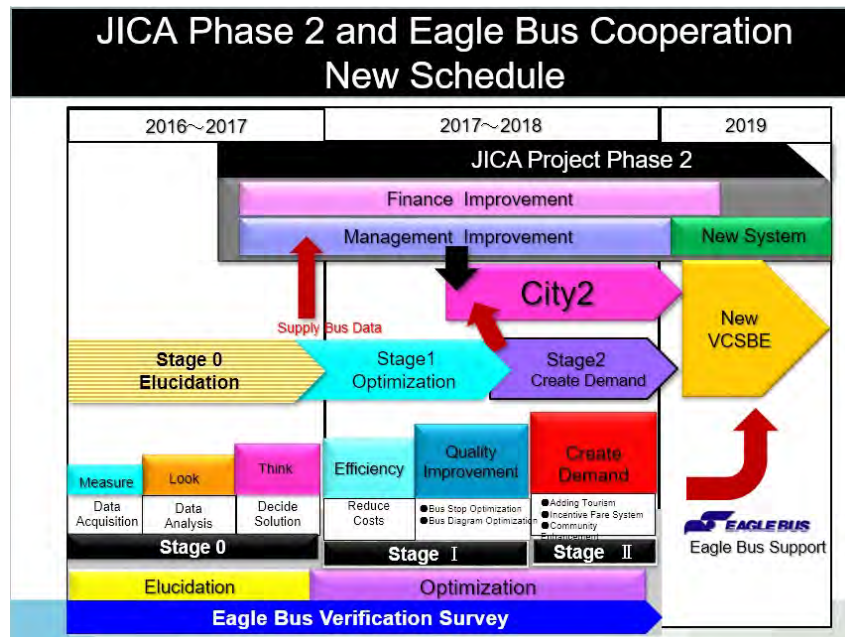 JICA Phase 2 and Eagle Bus Cooperation
New Schedule
2016～2017
2017～2018
2019
JICA Project Phase 2
Finance Improvement
Management Improvement
New System
City2
New
VCSBE
Supply Bus Data
Stage 0
Elucidation
Stage1
Optimization
Stage2
Create Demand
Measure
Look
Think
Efficiency
Quality
Improvement
Create
Demand
Data
Acquisition
Data
Analysis
Decide
Solution
Reduce
Costs
●Bus Stop Optimization
●Bus Diagram Optimization
●Adding Tourism
●Incentive Fare System
●Community
Enhancement
Stage 0
Stage Ⅰ
Stage Ⅱ
EAGLE BUS
Eagle Bus Support
Elucidation
Optimization
Eagle Bus Verification Survey